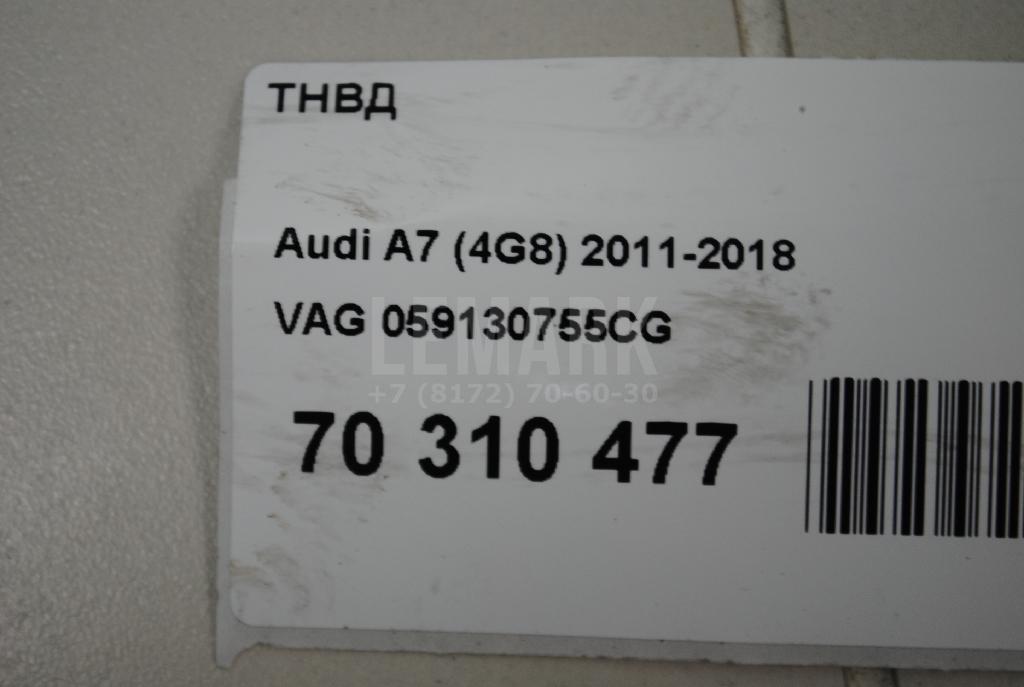 ТНВД
Audi A7 (4G8) 2011-2018
VAG 059130755CG
LEMARK
+7 (8172) 70-60-30
70 310 477